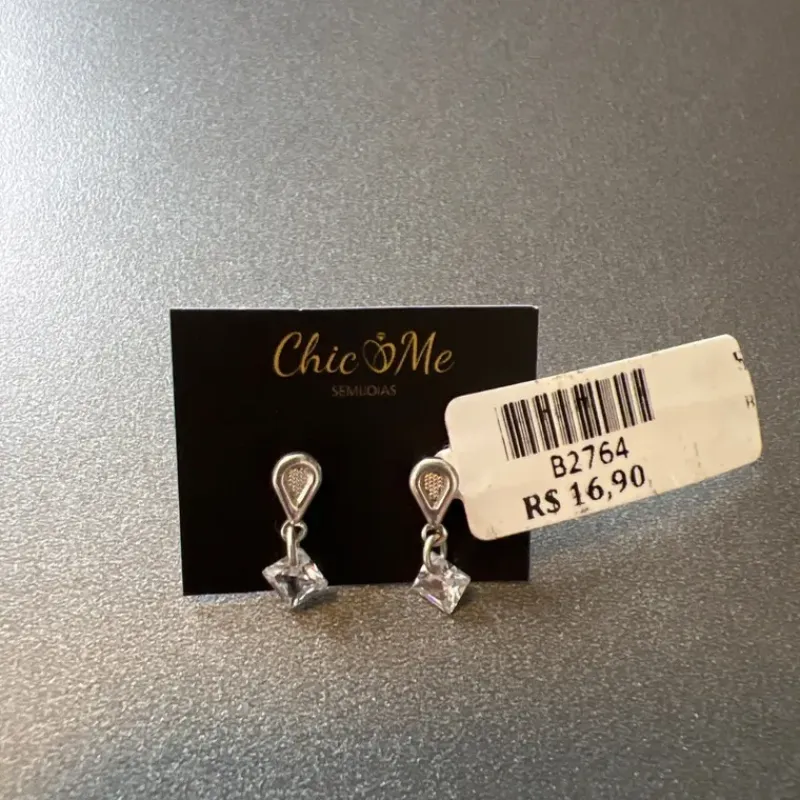 Chic Me
SEMIJOIAS
B2764
R$ 16,90